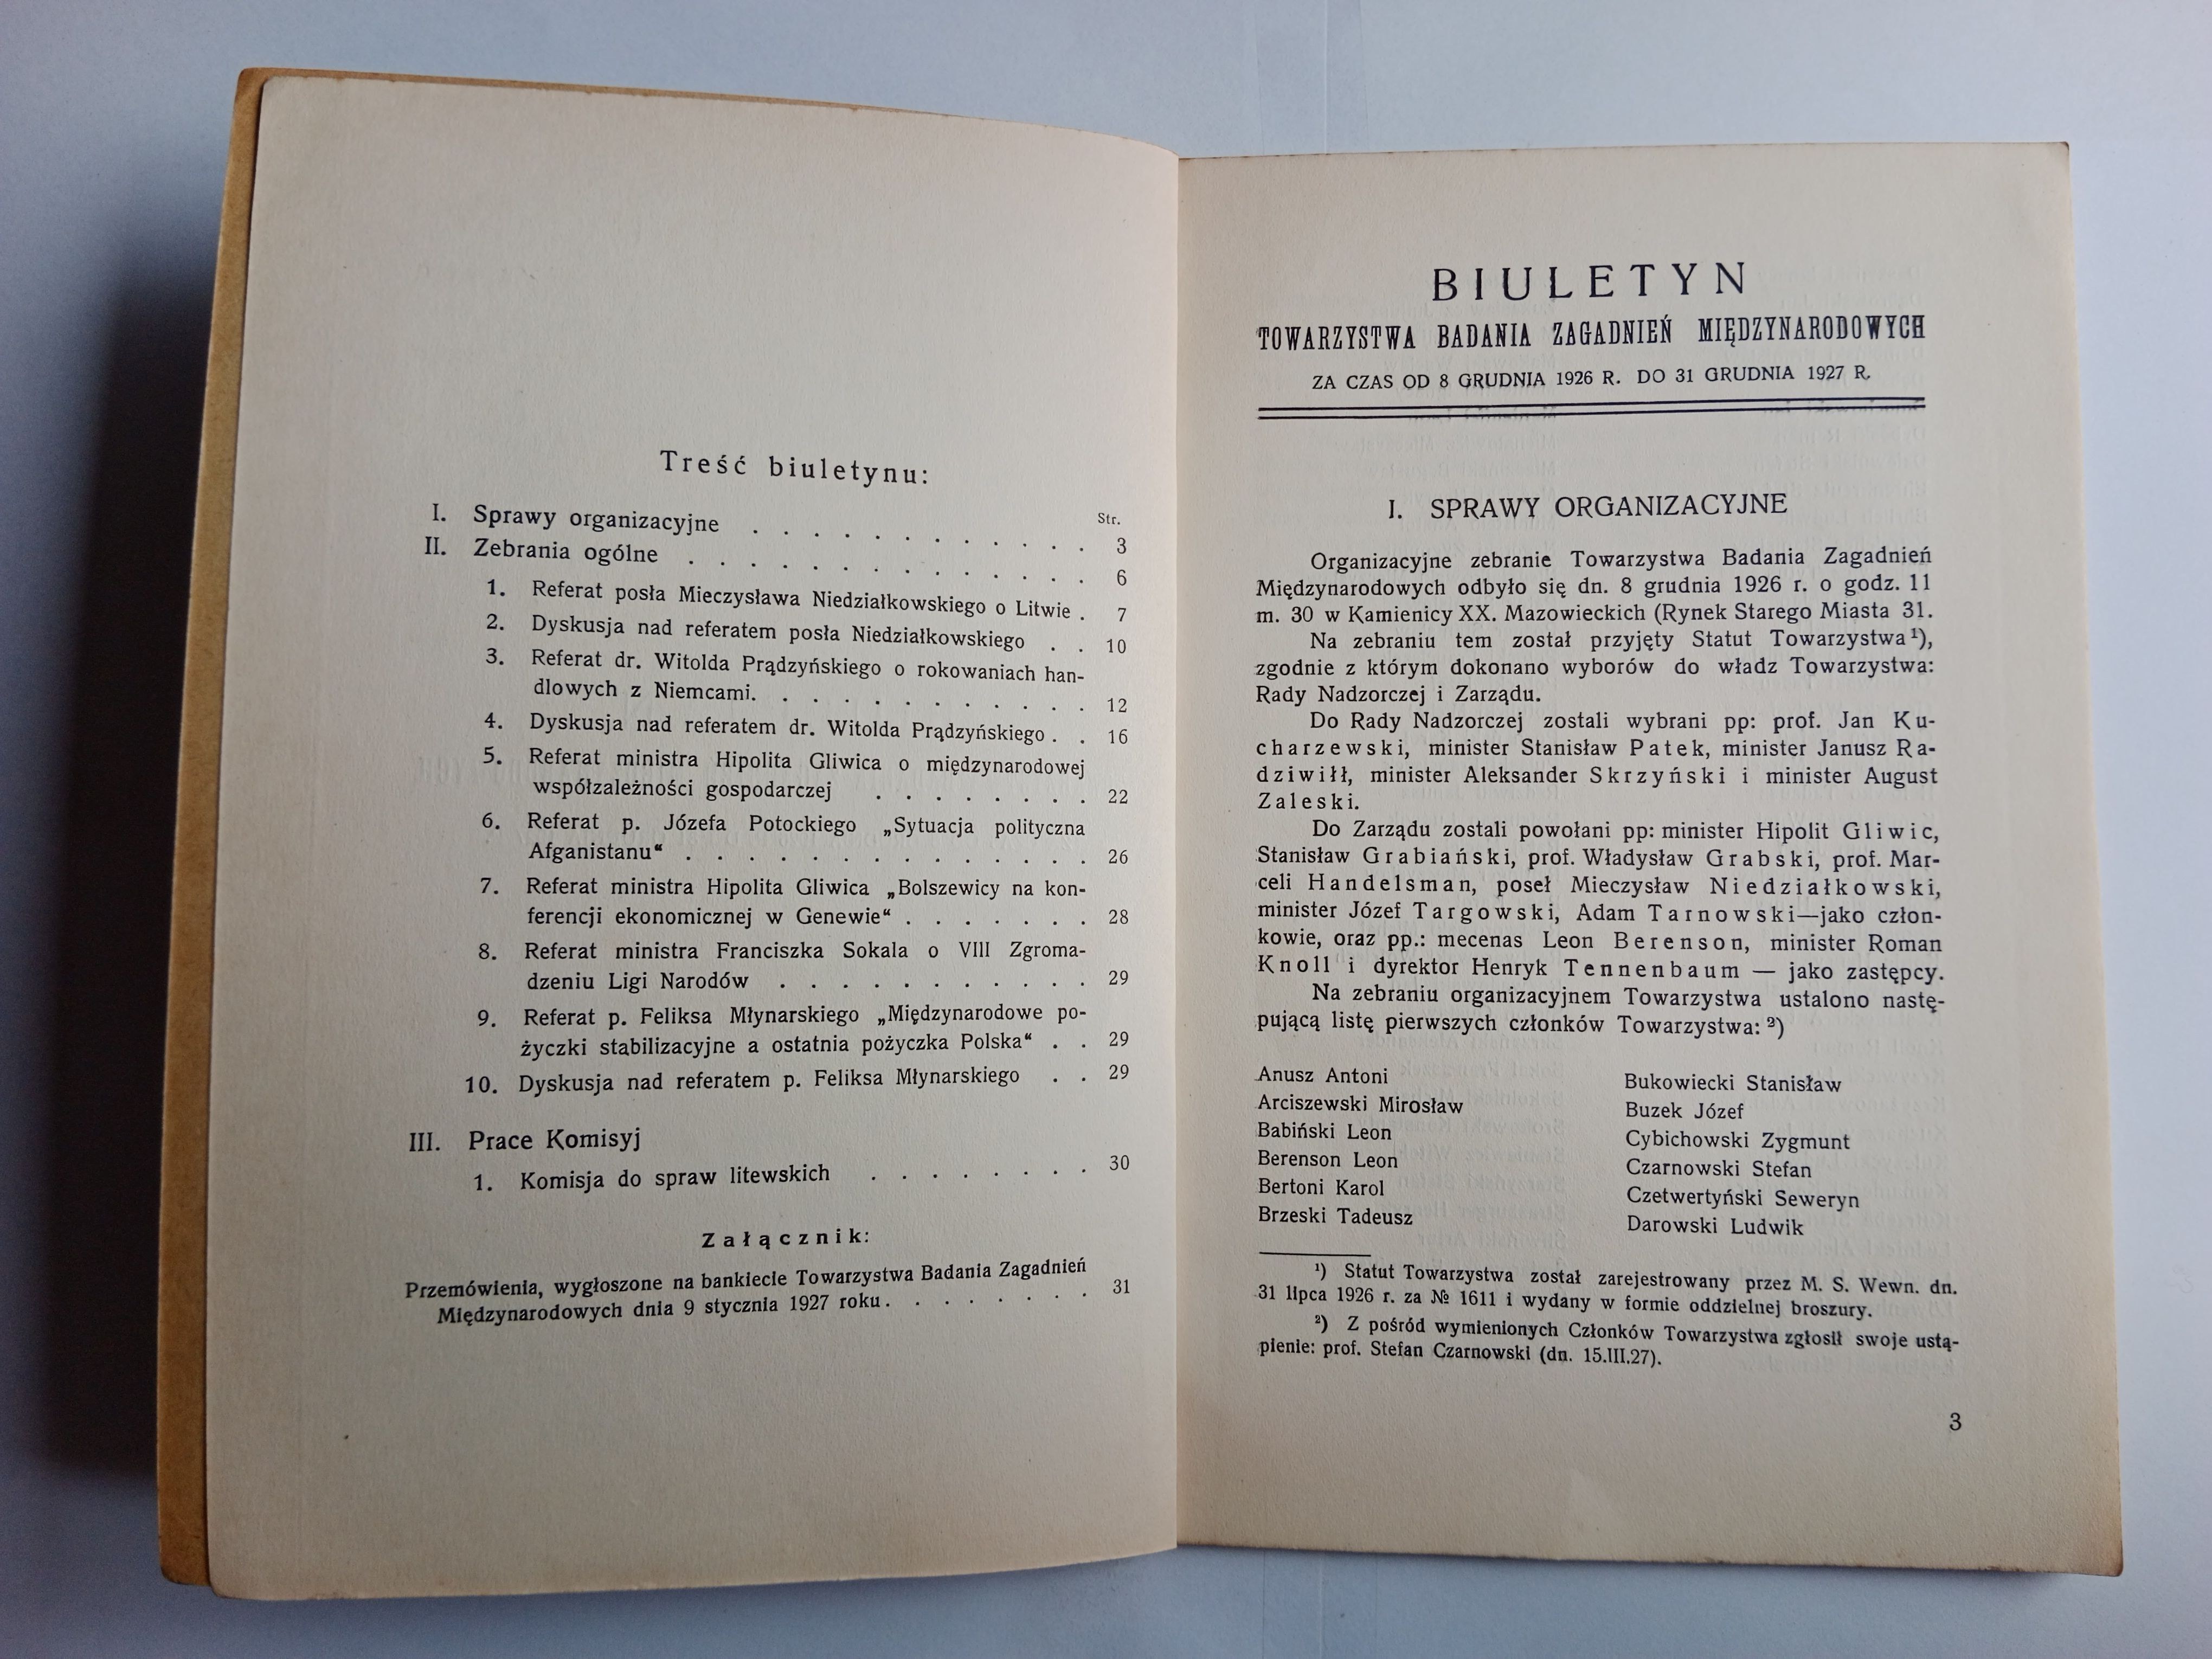 Treść biuletynu:
Str.
I. Sprawy organizacyjne . . . . . . . . . . . 3
II. Zebrania ogólne . . . . . . . . . . . . . 6
1. Referat posła Mieczysława Niedziałkowskiego o Litwie . 7
2. Dyskusja nad referatem posła Niedziałkowskiego . . 10
3. Referat dr. Witolda Prądzyńskiego o rokowaniach han-
dlowych z Niemcami. . . . . . . . . . . 12
4. Dyskusja nad referatem dr. Witolda Prądzyńskiego . . 16
5. Referat ministra Hipolita Gliwica o międzynarodowej
współzależności gospodarczej . . . . . . . . 22
6. Referat p. Józefa Potockiego „Sytuacja polityczna
Afganistanu“ . . . . . . . . . . . . . . 26
7. Referat ministra Hipolita Gliwica „Bolszewicy na kon-
ferencji ekonomicznej w Genewie“ . . . . . . . 28
8. Referat ministra Franciszka Sokala o VIII Zgroma-
dzeniu Ligi Narodów . . . . . . . . . . . 29
9. Referat p. Feliksa Młynarskiego „Międzynarodowe po-
życzki stabilizacyjne a ostatnia pożyczka Polska“ . . 29
10. Dyskusja nad referatem p. Feliksa Młynarskiego . . 29
III. Prace Komisyj
1. Komisja do spraw litewskich . . . . . . . . 30
Załącznik:
Przemówienia, wygłoszone na bankiecie Towarzystwa Badania Zagadnień
Międzynarodowych dnia 9 stycznia 1927 roku . . . . . . . . 31
BIULETYN
TOWARZYSTWA BADANIA ZAGADNIEŃ MIĘDZYNARODOWYCH
ZA CZAS OD 8 GRUDNIA 1926 R. DO 31 GRUDNIA 1927 R.
I. SPRAWY ORGANIZACYJNE
Organizacyjne zebranie Towarzystwa Badania Zagadnień
Międzynarodowych odbyło się dn. 8 grudnia 1926 r. o godz. 11
m. 30 w Kamienicy XX. Mazowieckich (Rynek Starego Miasta 31.
Na zebraniu tem został przyjęty Statut Towarzystwa¹),
zgodnie z którym dokonano wyborów do władz Towarzystwa:
Rady Nadzorczej i Zarządu.
Do Rady Nadzorczej zostali wybrani pp: prof. Jan Ku-
charzewski, minister Stanisław Patek, minister Janusz Ra-
dziwiłł, minister Aleksander Skrzyński i minister August
Zaleski.
Do Zarządu zostali powołani pp: minister Hipolit Gliwic,
Stanisław Grabiański, prof. Władysław Grabski, prof. Mar-
celi Handelsman, poseł Mieczysław Niedziałkowski,
minister Józef Targowski, Adam Tarnowski—jako człon-
kowie, oraz pp.: mecenas Leon Berenson, minister Roman
Knoll i dyrektor Henryk Tennenbaum — jako zastępcy.
Na zebraniu organizacyjnem Towarzystwa ustalono nastę-
pującą listę pierwszych członków Towarzystwa: ²)
Anusz Antoni
Arciszewski Mirosław
Babiński Leon
Berenson Leon
Bertoni Karol
Brzeski Tadeusz
Bukowiecki Stanisław
Buzek Józef
Cybichowski Zygmunt
Czarnowski Stefan
Czetwertyński Seweryn
Darowski Ludwik
¹) Statut Towarzystwa został zarejestrowany przez M. S. Wewn. dn.
31 lipca 1926 r. za № 1611 i wydany w formie oddzielnej broszury.
²) Z pośród wymienionych Członków Towarzystwa zgłosił swoje ustą-
pienie: prof. Stefan Czarnowski (dn. 15.III.27).
3